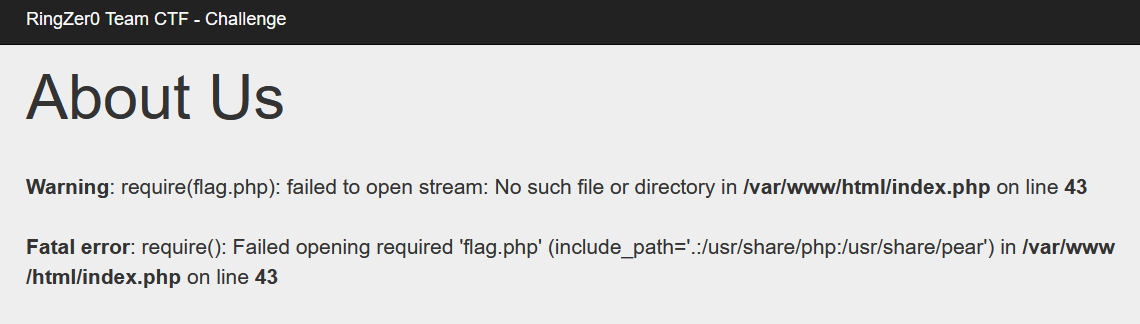 RingZer0 Team CTF - Challenge
About Us
Warning: require(flag.php): failed to open stream: No such file or directory in /var/www/html/index.php on line 43
Fatal error: require(): Failed opening required 'flag.php' (include_path='.:/usr/share/php:/usr/share/pear') in /var/www
/html/index.php on line 43